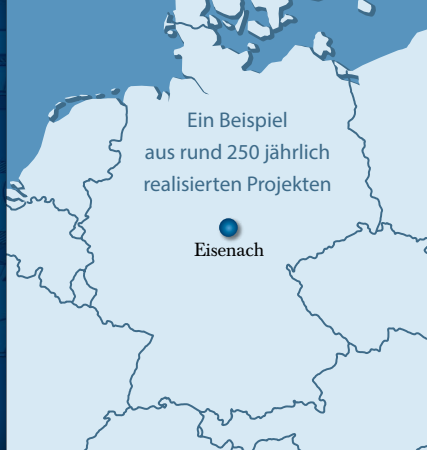 Ein Beispiel
aus rund 250 jährlich
realisierten Projekten
Eisenach